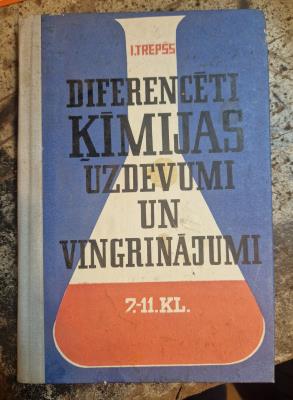 I.TREPŠS
DIFERENCĒTI
ĶĪMIJAS
UZDEVUMI
UN
VINGRINĀJUMI
7.-11. KL.